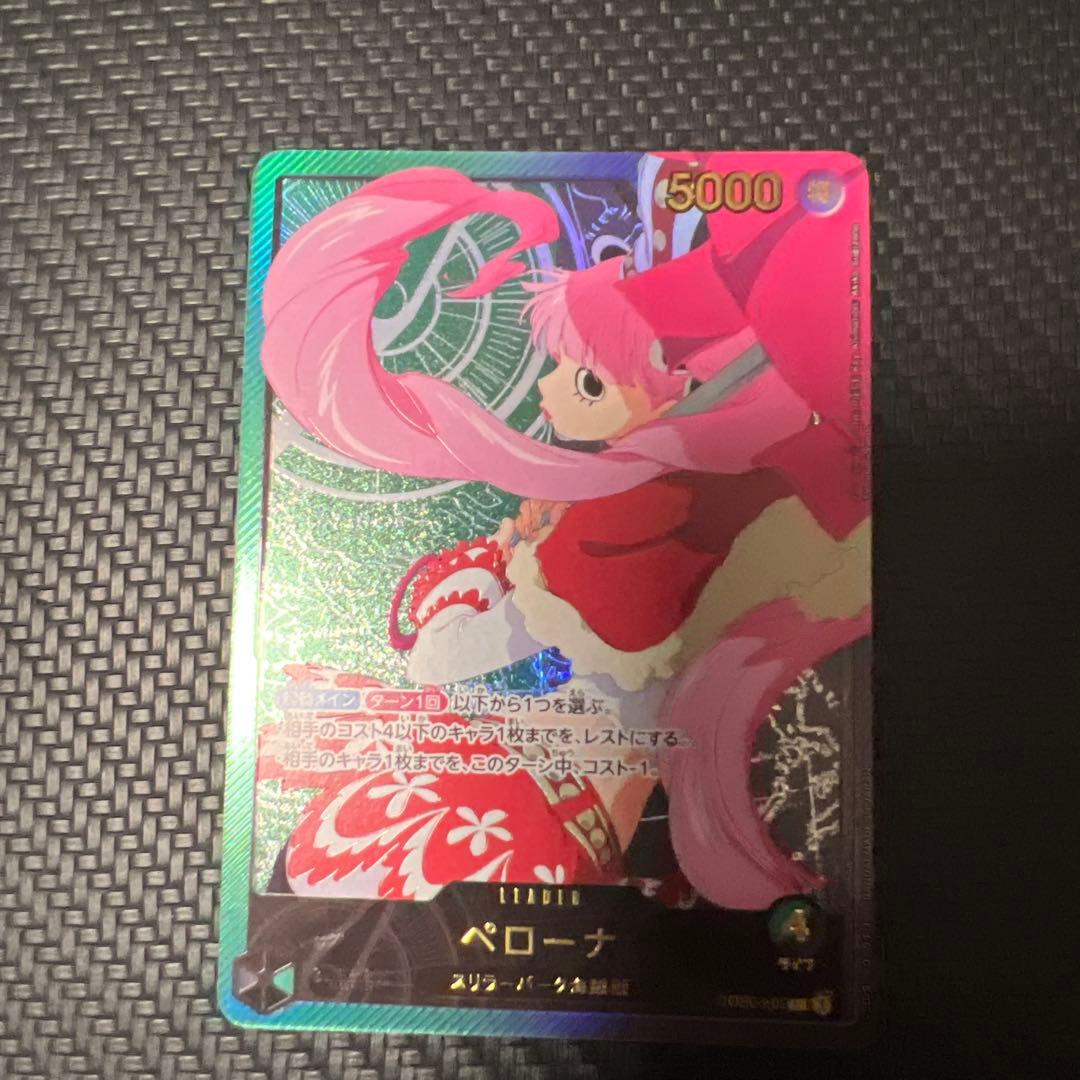 5000
特
起動メイン ターン1回 以下から1つを選ぶ。
・相手のコスト4以下のキャラ1枚までを、レストにする。
・相手のキャラ1枚までを、このターン中、コスト-1。
LEADER
ペローナ
スリラーバーク海賊団
4
ライフ